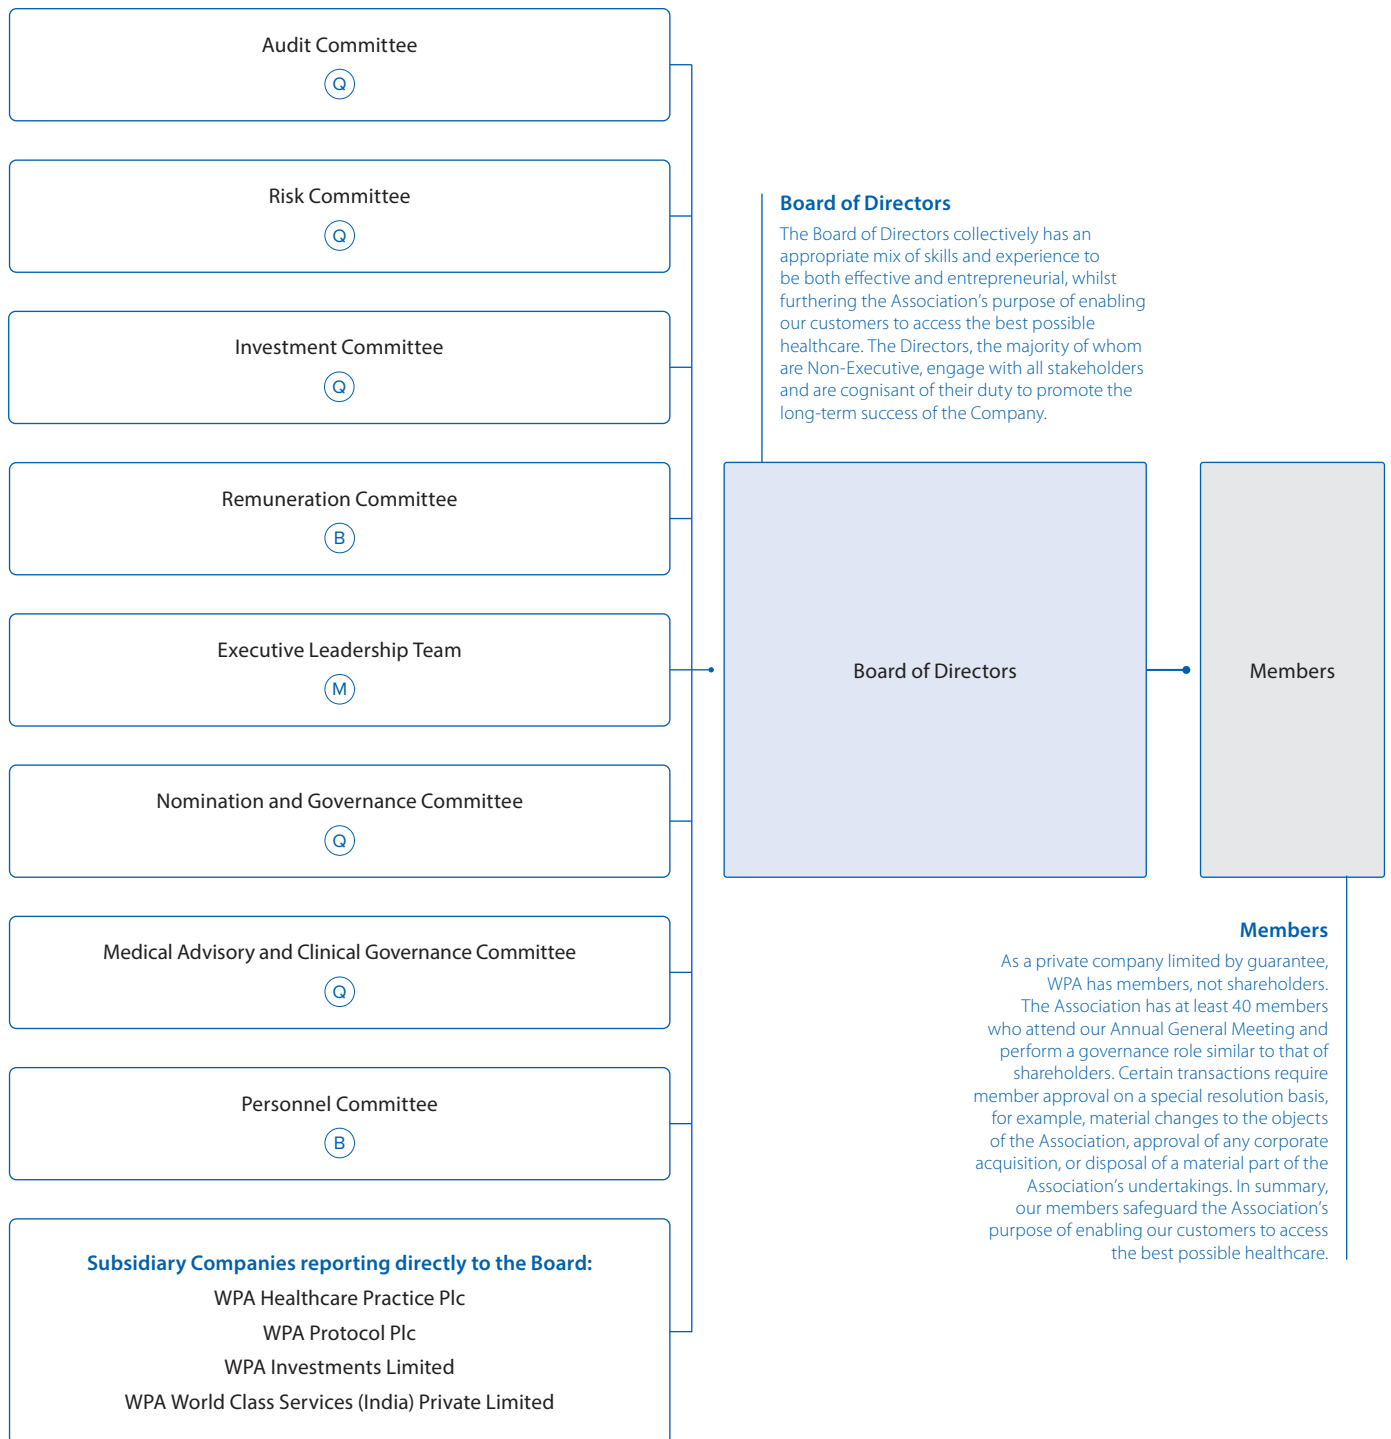 Audit Committee
Q
Risk Committee
Q
Investment Committee
Q
Remuneration Committee
B
Executive Leadership Team
M
Nomination and Governance Committee
Q
Medical Advisory and Clinical Governance Committee
Q
Personnel Committee
B
Subsidiary Companies reporting directly to the Board:
WPA Healthcare Practice Plc
WPA Protocol Plc
WPA Investments Limited
WPA World Class Services (India) Private Limited
Board of Directors
The Board of Directors collectively has an
appropriate mix of skills and experience to
be both effective and entrepreneurial, whilst
furthering the Association’s purpose of enabling
our customers to access the best possible
healthcare. The Directors, the majority of whom
are Non-Executive, engage with all stakeholders
and are cognisant of their duty to promote the
long-term success of the Company.
Board of Directors
Members
Members
As a private company limited by guarantee,
WPA has members, not shareholders.
The Association has at least 40 members
who attend our Annual General Meeting and
perform a governance role similar to that of
shareholders. Certain transactions require
member approval on a special resolution basis,
for example, material changes to the objects
of the Association, approval of any corporate
acquisition, or disposal of a material part of the
Association’s undertakings. In summary,
our members safeguard the Association’s
purpose of enabling our customers to access
the best possible healthcare.